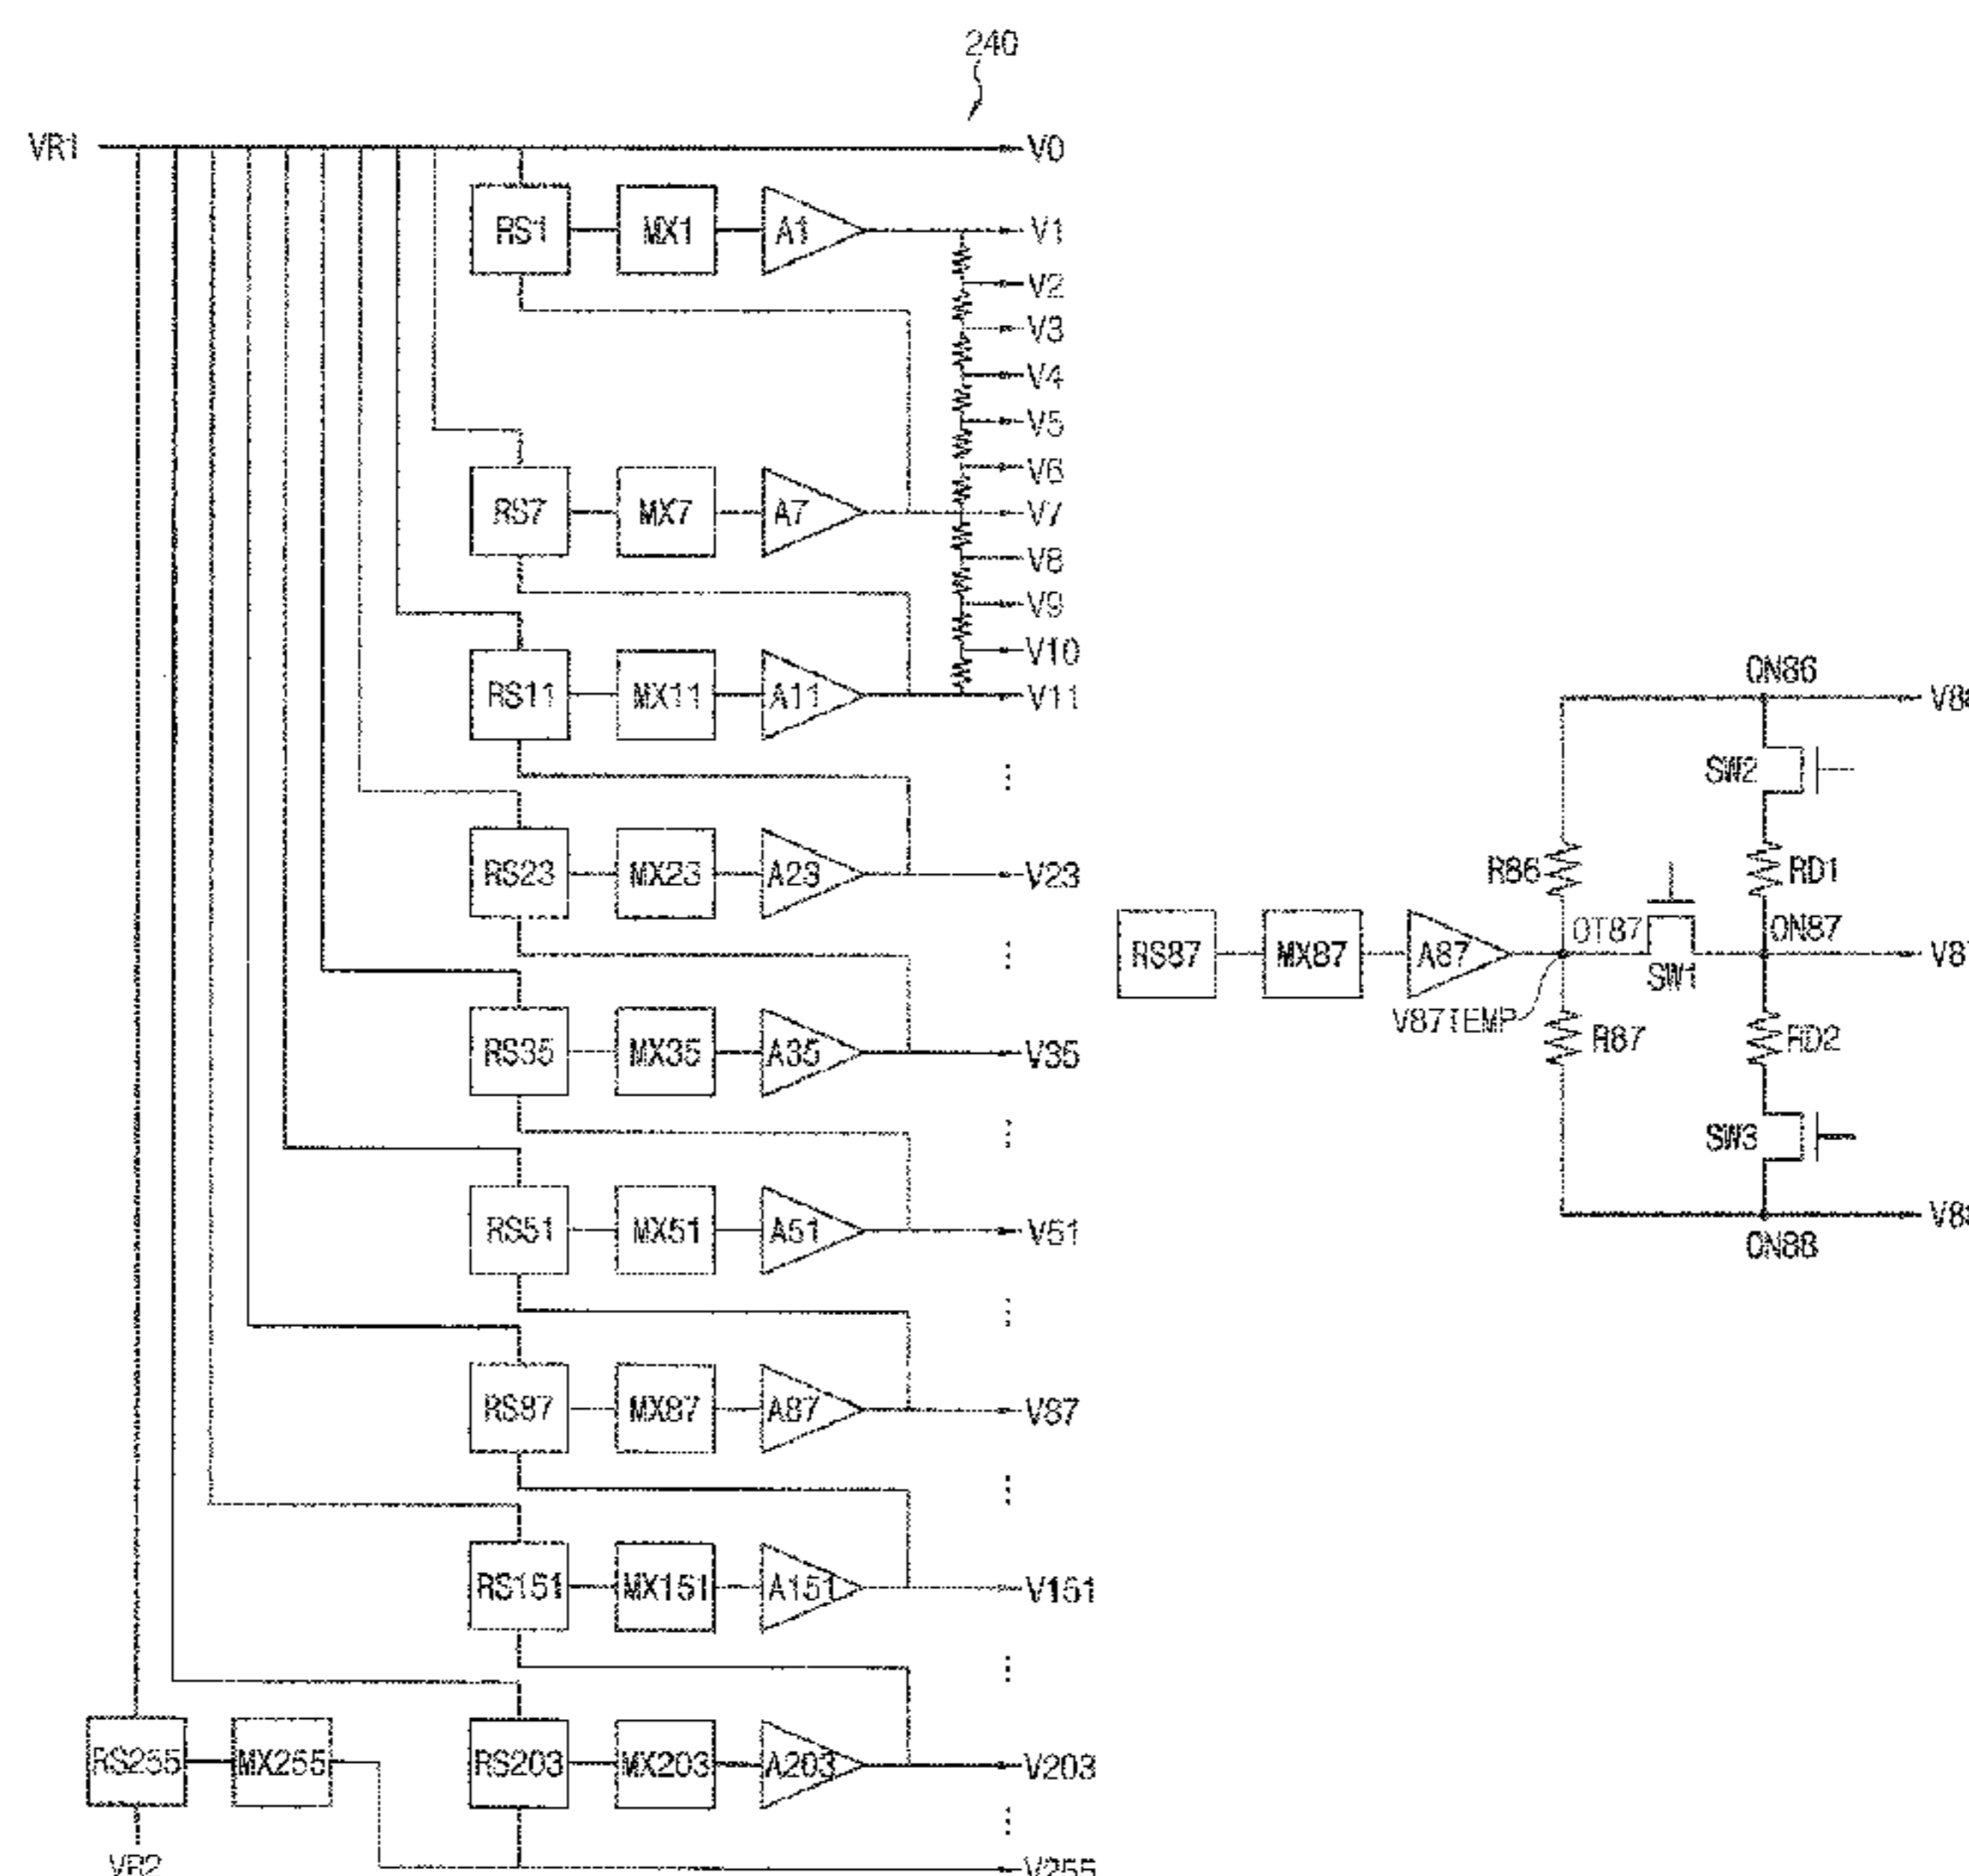 240
VR1
V0
RS1 MX1 A1 V1
V2
V3
V4
V5
V6
RS7 MX7 A7 V7
V8
V9
V10
RS11 MX11 A11 V11
RS23 MX23 A23 V23
RS35 MX35 A35 V35
RS51 MX51 A51 V51
RS87 MX87 A87 V87
RS151 MX151 A151 V151
RS255 MX255 RS203 MX203 A203 V203
VR2
V255
ON86
SW2
R86 RD1
RS87 MX87 A87 OT87 ON87
SW1
V87TEMP
R87 RD2
SW3
ON88